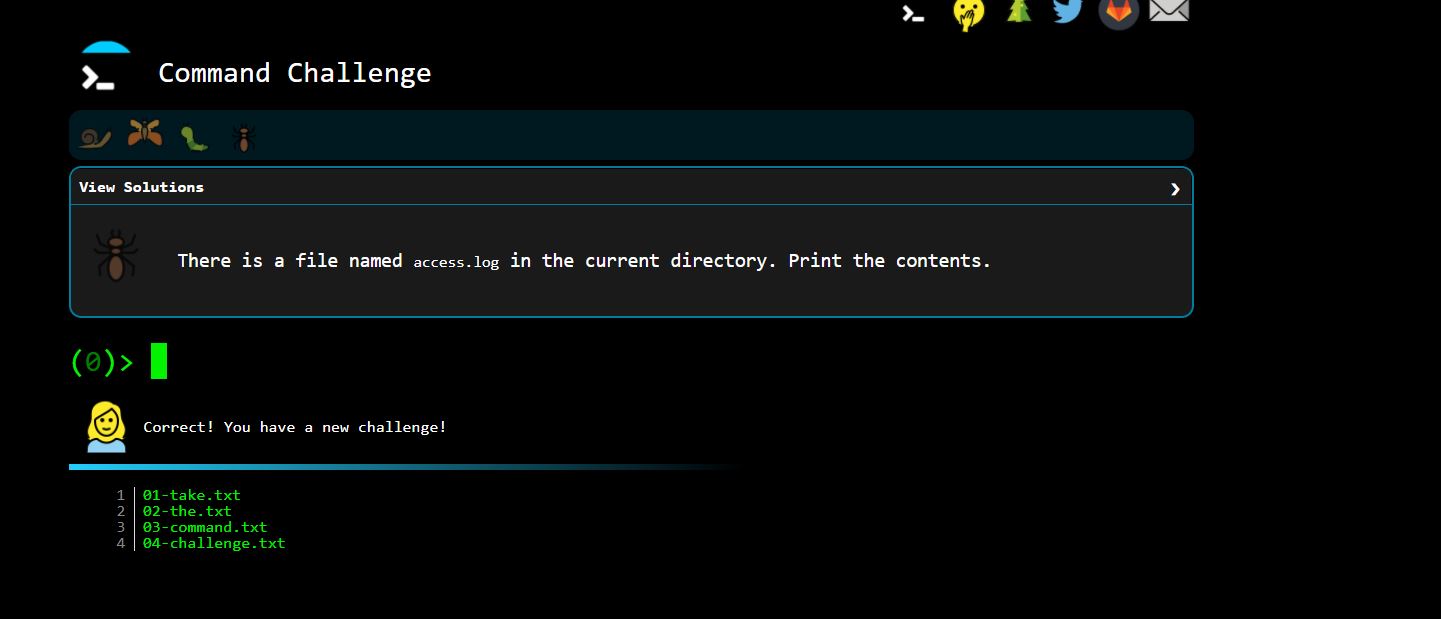 Command Challenge
View Solutions
There is a file named access.log in the current directory. Print the contents.
(0)>
Correct! You have a new challenge!
1 01-take.txt
2 02-the.txt
3 03-command.txt
4 04-challenge.txt